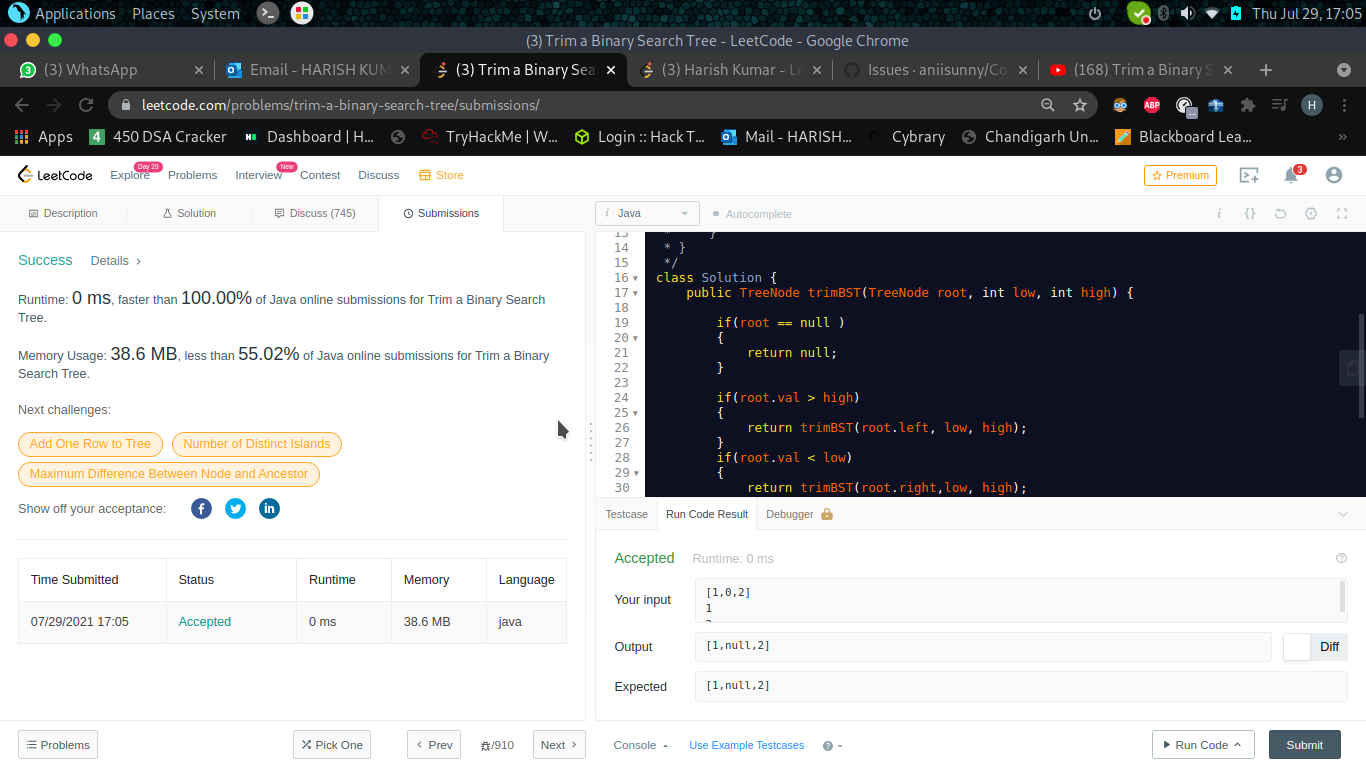 Applications Places System Thu Jul 29, 17:05
(3) Trim a Binary Search Tree - LeetCode - Google Chrome
(3) WhatsApp Email - HARISH KUM (3) Trim a Binary Sea (3) Harish Kumar - Le Issues · aniisunny/Co (168) Trim a Binary S
leetcode.com/problems/trim-a-binary-search-tree/submissions/ ABP H
Apps 4 450 DSA Cracker Dashboard | H... TryHackMe | W... Login :: Hack T... Mail - HARISH... Cybrary Chandigarh Un... Blackboard Lea... »
LeetCode Explore Day 29 Problems Interview New Contest Discuss Store Premium 3
Description Solution Discuss (745) Submissions
i Java Autocomplete
Success Details >
Runtime: 0 ms, faster than 100.00% of Java online submissions for Trim a Binary Search
Tree.
Memory Usage: 38.6 MB, less than 55.02% of Java online submissions for Trim a Binary
Search Tree.
Next challenges:
Add One Row to Tree Number of Distinct Islands
Maximum Difference Between Node and Ancestor
Show off your acceptance:
Time Submitted Status Runtime Memory Language
07/29/2021 17:05 Accepted 0 ms 38.6 MB java
13 * }
14 * }
15 */
16 class Solution {
17 public TreeNode trimBST(TreeNode root, int low, int high) {
18
19 if(root == null )
20 {
21 return null;
22 }
23
24 if(root.val > high)
25 {
26 return trimBST(root.left, low, high);
27 }
28 if(root.val < low)
29 {
30 return trimBST(root.right,low, high);
Testcase Run Code Result Debugger
Accepted Runtime: 0 ms
Your input [1,0,2]
1
Output [1,null,2] Diff
Expected [1,null,2]
Problems Pick One < Prev /910 Next > Console Use Example Testcases Run Code Submit